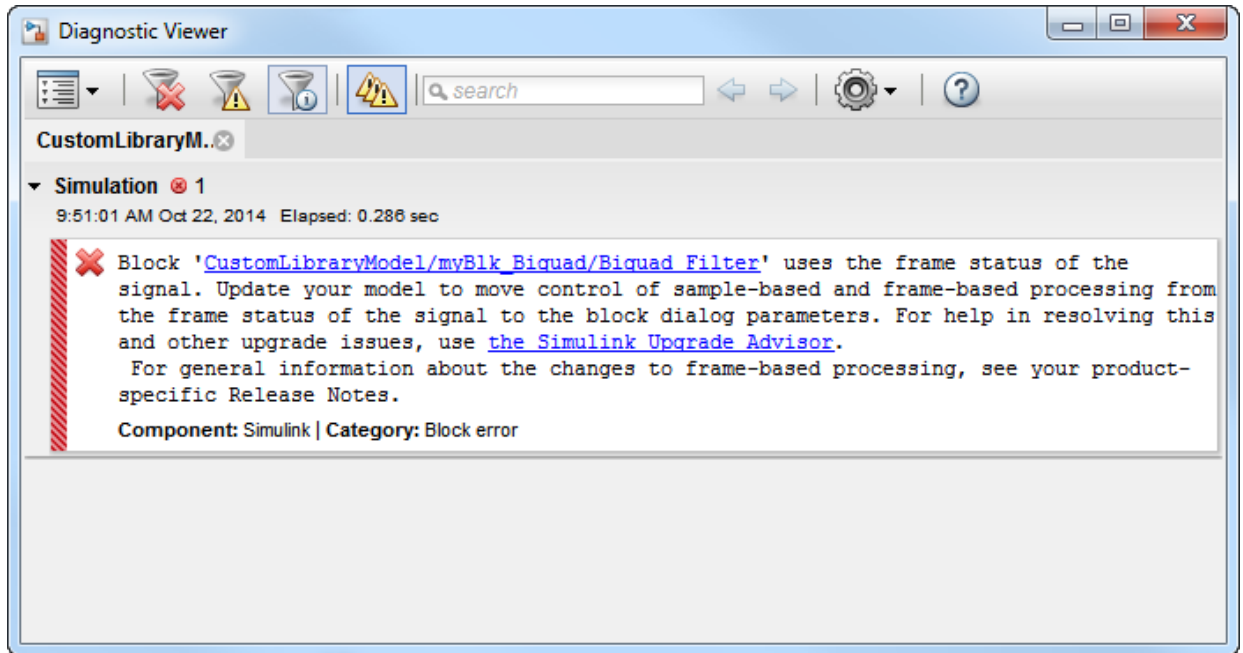 Diagnostic Viewer
search
CustomLibraryM..
Simulation 1
9:51:01 AM Oct 22, 2014 Elapsed: 0.286 sec
Block 'CustomLibraryModel/myBlk_Biquad/Biquad Filter' uses the frame status of the
signal. Update your model to move control of sample-based and frame-based processing from
the frame status of the signal to the block dialog parameters. For help in resolving this
and other upgrade issues, use the Simulink Upgrade Advisor.
For general information about the changes to frame-based processing, see your product-
specific Release Notes.
Component: Simulink | Category: Block error